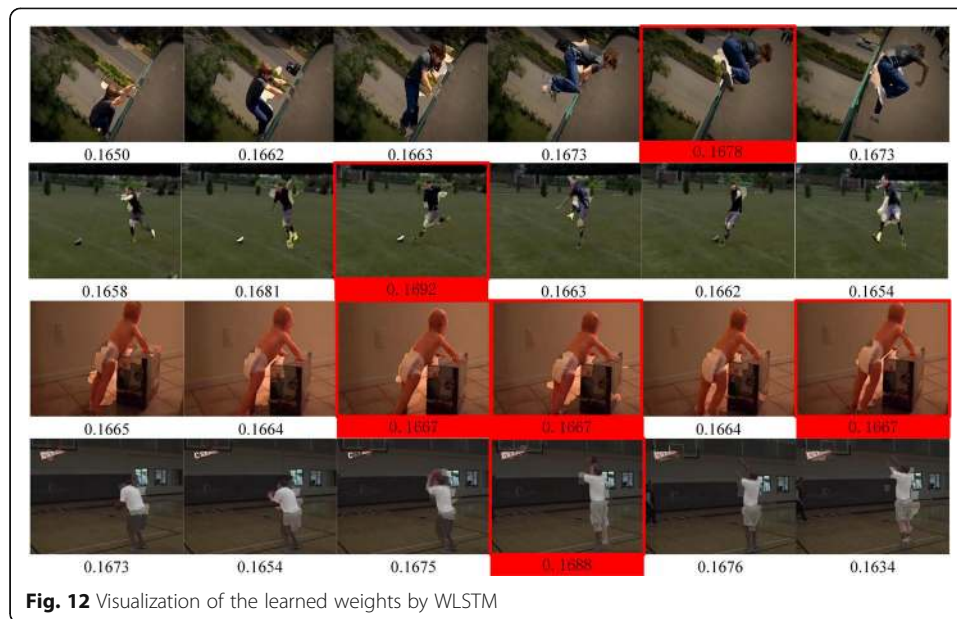 0.1650 0.1662 0.1663 0.1673 0.1678 0.1673
0.1658 0.1681 0.1692 0.1663 0.1662 0.1654
0.1665 0.1664 0.1667 0.1667 0.1664 0.1667
0.1673 0.1654 0.1675 0.1688 0.1676 0.1634
Fig. 12 Visualization of the learned weights by WLSTM